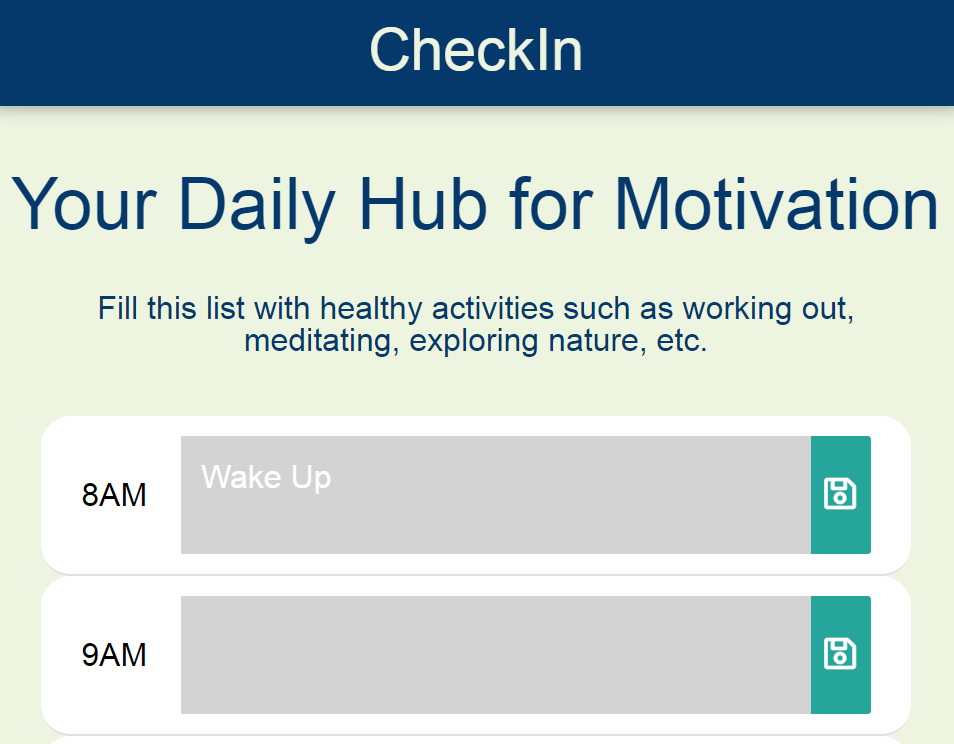 CheckIn
Your Daily Hub for Motivation
Fill this list with healthy activities such as working out,
meditating, exploring nature, etc.
8AM
Wake Up
9AM